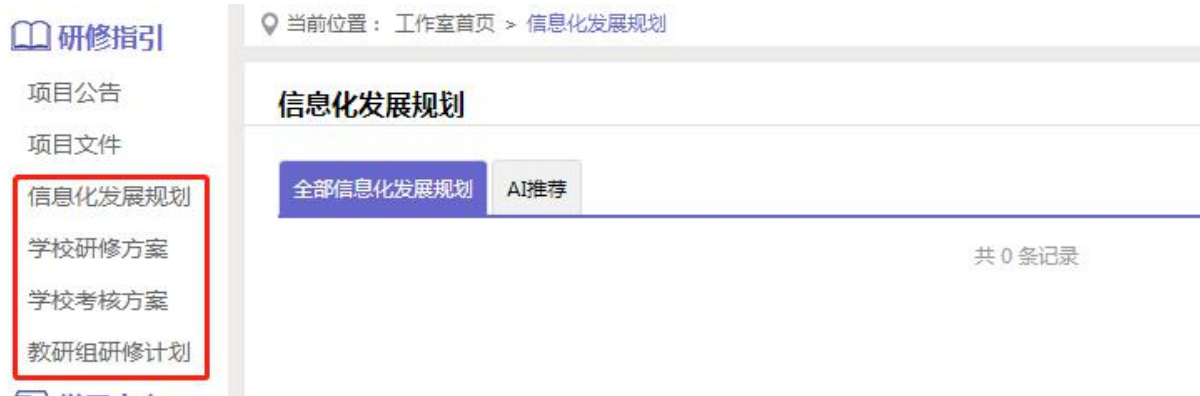 研修指引
项目公告
项目文件
信息化发展规划
学校研修方案
学校考核方案
教研组研修计划
当前位置： 工作室首页 > 信息化发展规划
信息化发展规划
全部信息化发展规划 AI推荐
共 0 条记录